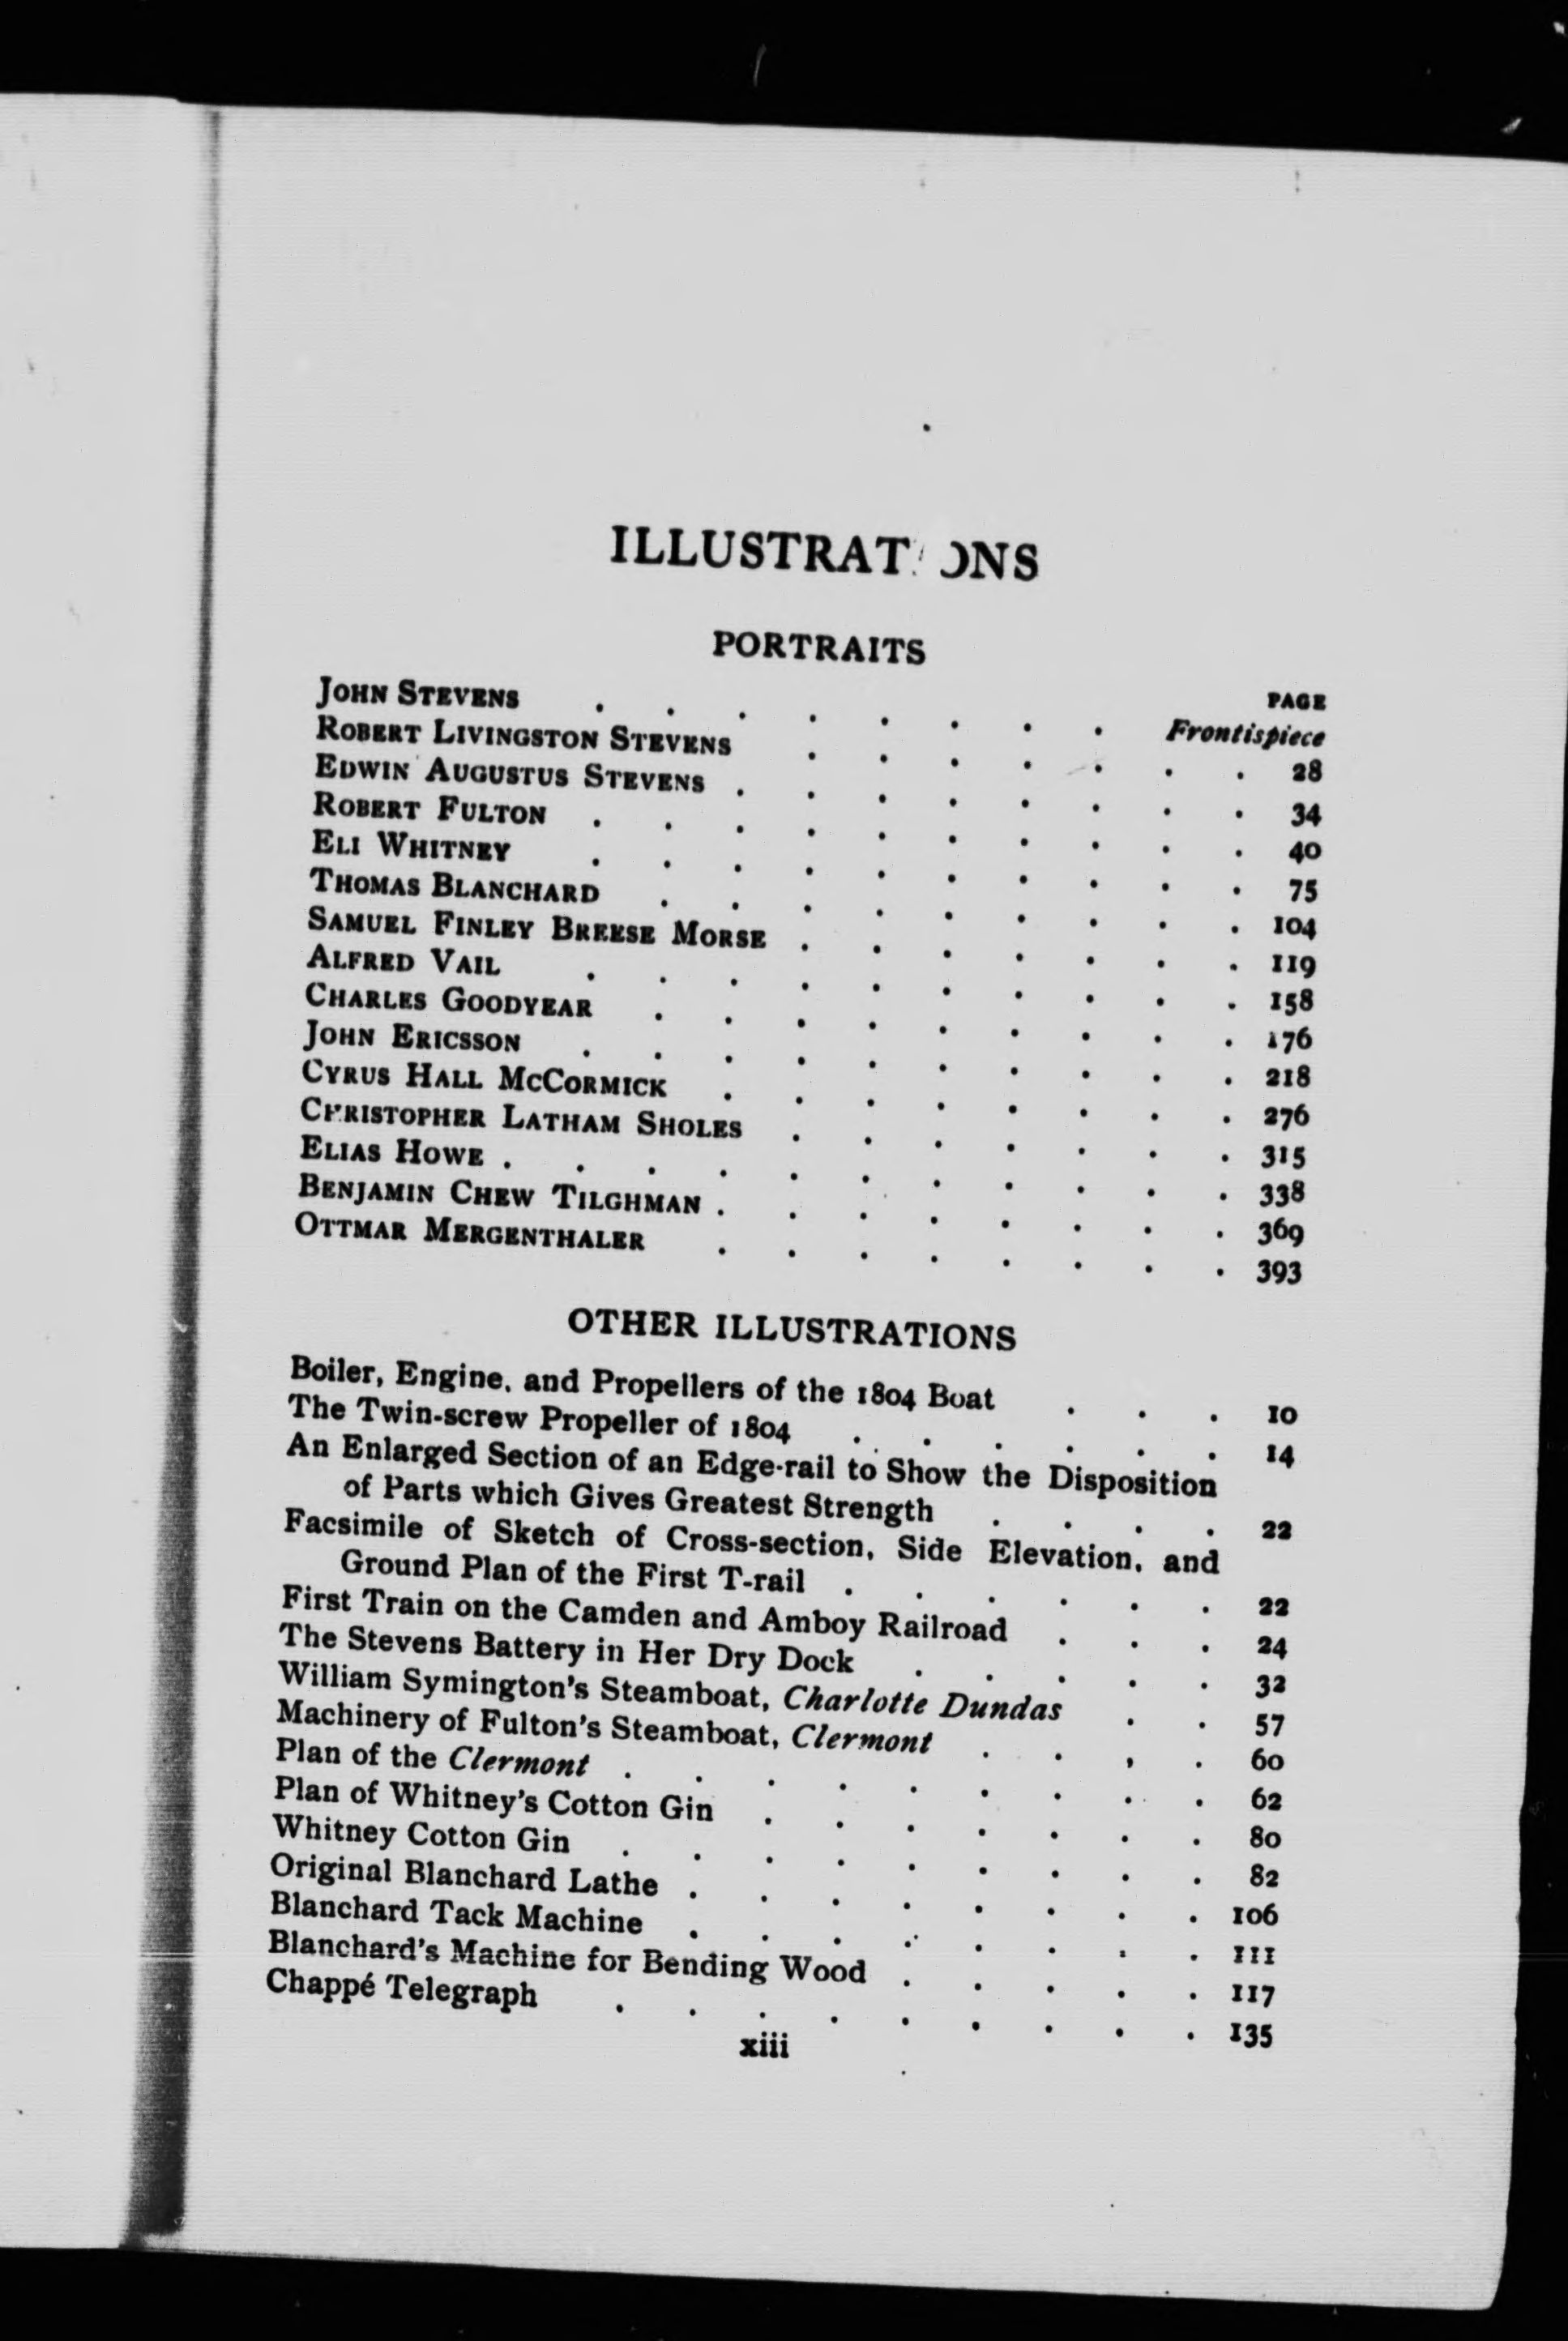 ILLUSTRATIONS
PORTRAITS
PAGE
JOHN STEVENS . . . . . . . . Frontispiece
ROBERT LIVINGSTON STEVENS . . . . . . . 28
EDWIN AUGUSTUS STEVENS . . . . . . . . 34
ROBERT FULTON . . . . . . . . . . 40
ELI WHITNEY . . . . . . . . . . 75
THOMAS BLANCHARD . . . . . . . . . 104
SAMUEL FINLEY BREESE MORSE . . . . . . . 119
ALFRED VAIL . . . . . . . . . . 158
CHARLES GOODYEAR . . . . . . . . . 176
JOHN ERICSSON . . . . . . . . . . 218
CYRUS HALL MCCORMICK . . . . . . . . 276
CHRISTOPHER LATHAM SHOLES . . . . . . . 315
ELIAS HOWE . . . . . . . . . . . 338
BENJAMIN CHEW TILGHMAN . . . . . . . . 369
OTTMAR MERGENTHALER . . . . . . . . 393
OTHER ILLUSTRATIONS
Boiler, Engine, and Propellers of the 1804 Boat . . . 10
The Twin-screw Propeller of 1804 . . . . . . 14
An Enlarged Section of an Edge-rail to Show the Disposition
of Parts which Gives Greatest Strength . . . . 22
Facsimile of Sketch of Cross-section, Side Elevation, and
Ground Plan of the First T-rail . . . . . . 22
First Train on the Camden and Amboy Railroad . . . 24
The Stevens Battery in Her Dry Dock . . . . . 32
William Symington's Steamboat, Charlotte Dundas . . 57
Machinery of Fulton's Steamboat, Clermont . . . . 60
Plan of the Clermont . . . . . . . . . 62
Plan of Whitney's Cotton Gin . . . . . . . 80
Whitney Cotton Gin . . . . . . . . . 82
Original Blanchard Lathe . . . . . . . . 106
Blanchard Tack Machine . . . . . . . . 111
Blanchard's Machine for Bending Wood . . . . . 117
Chappé Telegraph . . . . . . . . . 135
xiii